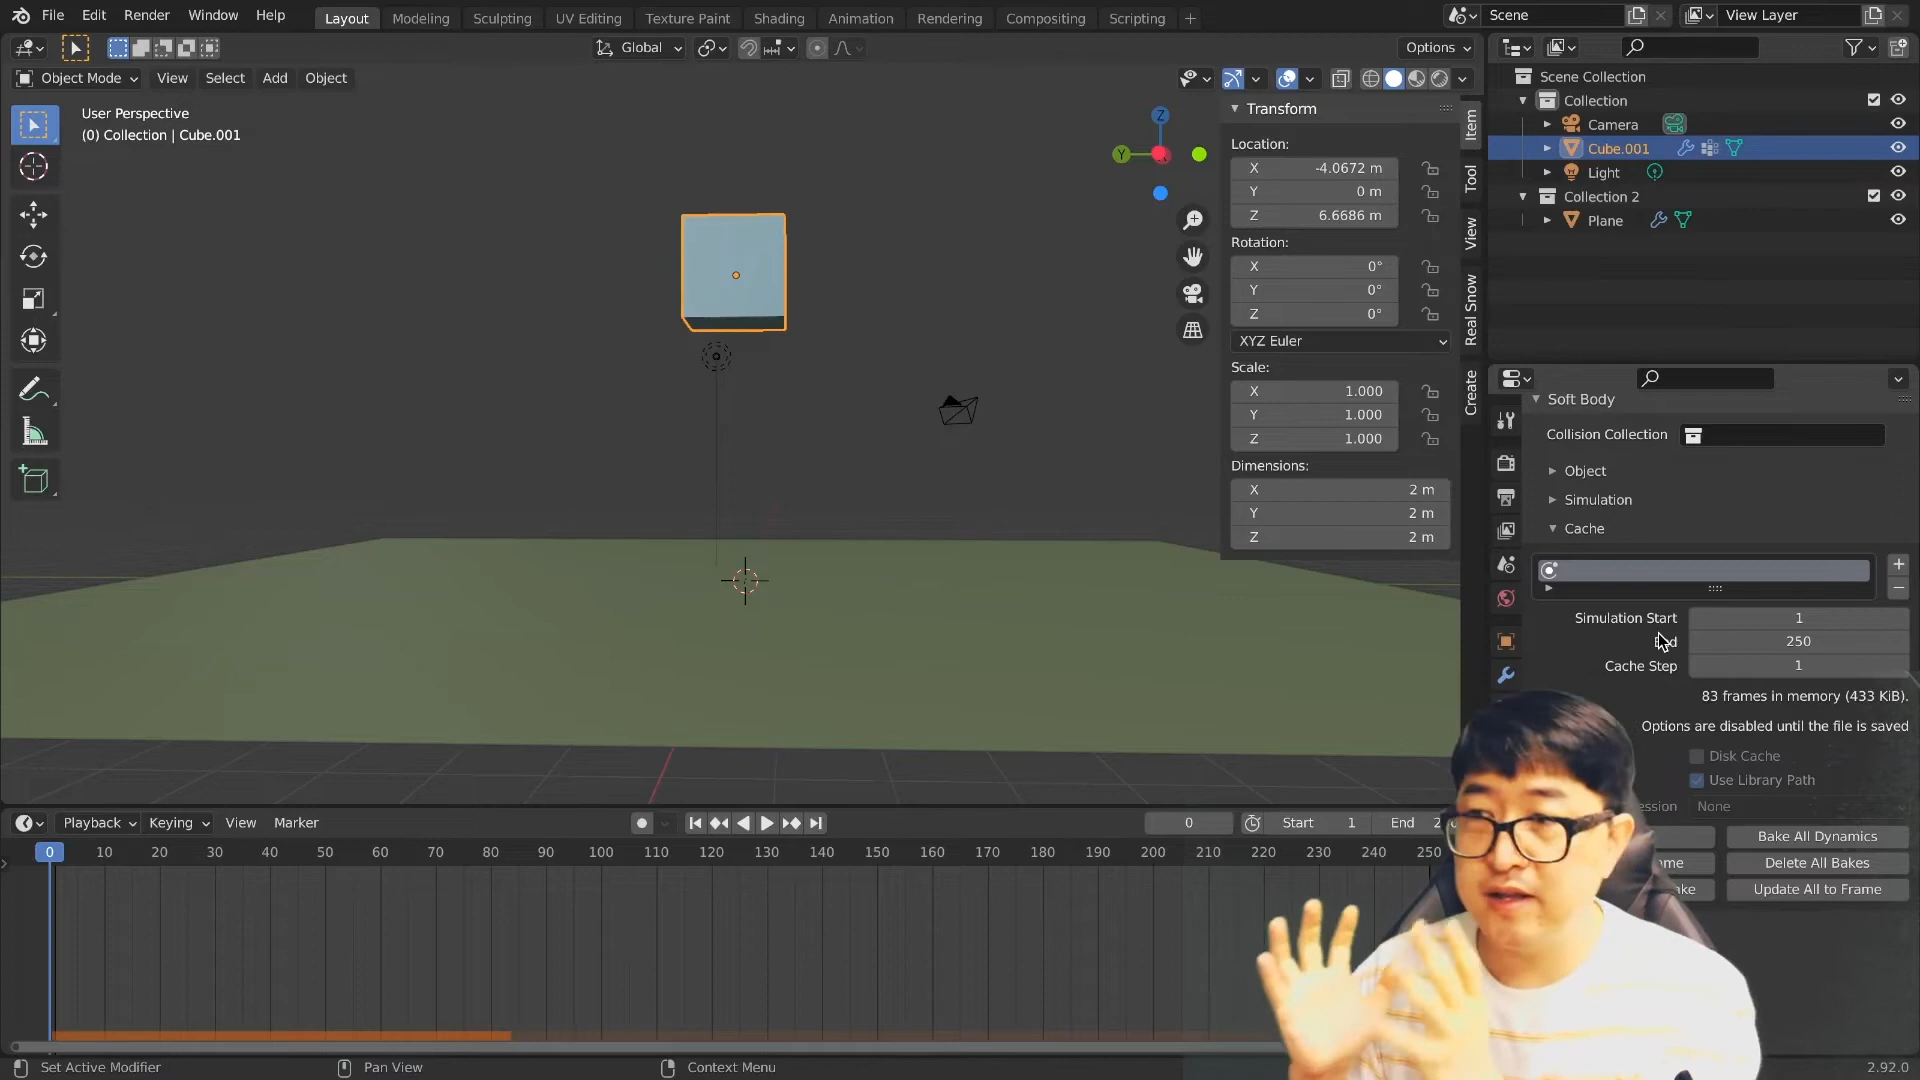 File Edit Render Window Help
Layout Modeling Sculpting UV Editing Texture Paint Shading Animation Rendering Compositing Scripting +
Scene
View Layer
Global
Options
Object Mode View Select Add Object
User Perspective
(0) Collection | Cube.001
Z
Y
Transform
Location:
X -4.0672 m
Y 0 m
Z 6.6686 m
Rotation:
X 0°
Y 0°
Z 0°
XYZ Euler
Scale:
X 1.000
Y 1.000
Z 1.000
Dimensions:
X 2 m
Y 2 m
Z 2 m
Item
Tool
View
Real Snow
Create
Scene Collection
Collection
Camera
Cube.001
Light
Collection 2
Plane
Soft Body
Collision Collection
Object
Simulation
Cache
Simulation Start 1
End 250
Cache Step 1
83 frames in memory (433 KiB).
Options are disabled until the file is saved
Disk Cache
Use Library Path
None
Bake All Dynamics
Delete All Bakes
Update All to Frame
Playback Keying View Marker
0
Start 1
End
0 10 20 30 40 50 60 70 80 90 100 110 120 130 140 150 160 170 180 190 200 210 220 230 240 250
Set Active Modifier
Pan View
Context Menu
2.92.0